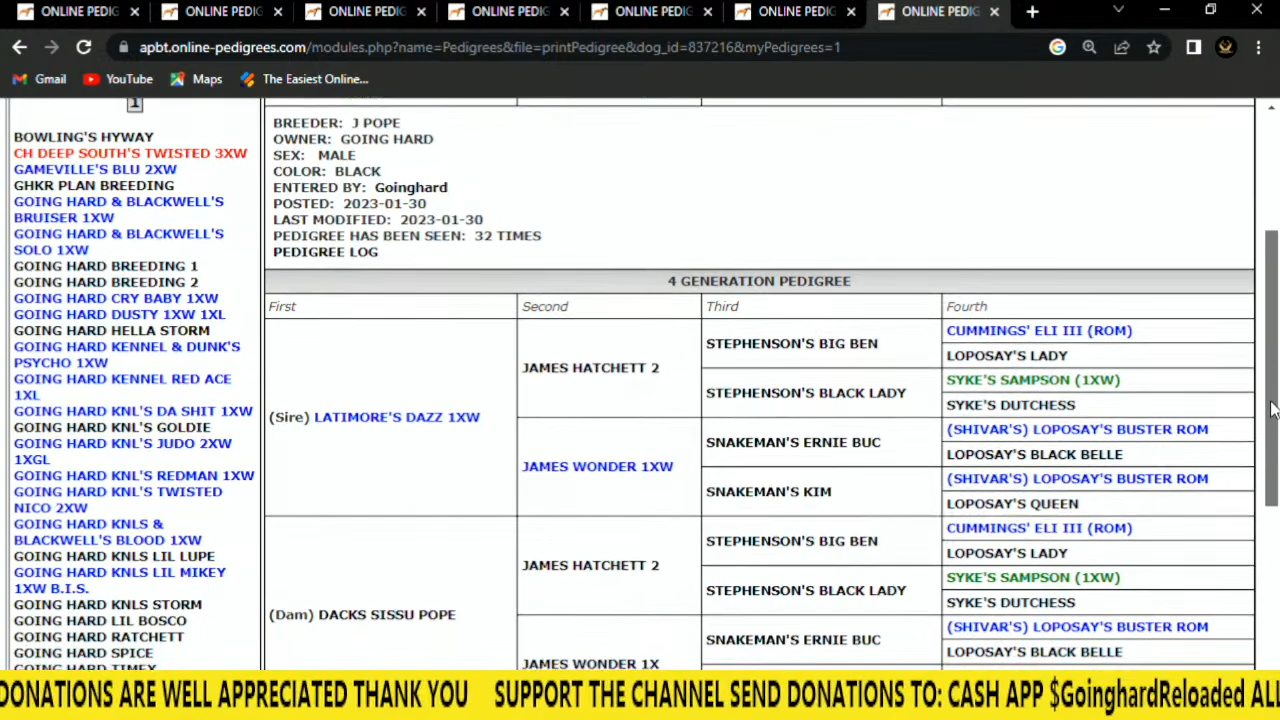 ONLINE PEDIG
ONLINE PEDIG
ONLINE PEDIG
ONLINE PEDIG
ONLINE PEDIG
ONLINE PEDIG
ONLINE PEDIG
apbt.online-pedigrees.com/modules.php?name=Pedigrees&file=printPedigree&dog_id=837216&myPedigrees=1
Gmail YouTube Maps The Easiest Online...
1
BOWLING'S HYWAY
CH DEEP SOUTH'S TWISTED 3XW
GAMEVILLE'S BLU 2XW
GHKR PLAN BREEDING
GOING HARD & BLACKWELL'S
BRUISER 1XW
GOING HARD & BLACKWELL'S
SOLO 1XW
GOING HARD BREEDING 1
GOING HARD BREEDING 2
GOING HARD CRY BABY 1XW
GOING HARD DUSTY 1XW 1XL
GOING HARD HELLA STORM
GOING HARD KENNEL & DUNK'S
PSYCHO 1XW
GOING HARD KENNEL RED ACE
1XL
GOING HARD KNL'S DA SHIT 1XW
GOING HARD KNL'S GOLDIE
GOING HARD KNL'S JUDO 2XW
1XGL
GOING HARD KNL'S REDMAN 1XW
GOING HARD KNL'S TWISTED
NICO 2XW
GOING HARD KNLS &
BLACKWELL'S BLOOD 1XW
GOING HARD KNLS LIL LUPE
GOING HARD KNLS LIL MIKEY
1XW B.I.S.
GOING HARD KNLS STORM
GOING HARD LIL BOSCO
GOING HARD RATCHETT
GOING HARD SPICE
GOING HARD TIMEX
BREEDER: J POPE
OWNER: GOING HARD
SEX: MALE
COLOR: BLACK
ENTERED BY: Goinghard
POSTED: 2023-01-30
LAST MODIFIED: 2023-01-30
PEDIGREE HAS BEEN SEEN: 32 TIMES
PEDIGREE LOG
4 GENERATION PEDIGREE
First Second Third Fourth
(Sire) LATIMORE'S DAZZ 1XW
JAMES HATCHETT 2
STEPHENSON'S BIG BEN
CUMMINGS' ELI III (ROM)
LOPOSAY'S LADY
STEPHENSON'S BLACK LADY
SYKE'S SAMPSON (1XW)
SYKE'S DUTCHESS
JAMES WONDER 1XW
SNAKEMAN'S ERNIE BUC
(SHIVAR'S) LOPOSAY'S BUSTER ROM
LOPOSAY'S BLACK BELLE
SNAKEMAN'S KIM
(SHIVAR'S) LOPOSAY'S BUSTER ROM
LOPOSAY'S QUEEN
(Dam) DACKS SISSU POPE
JAMES HATCHETT 2
STEPHENSON'S BIG BEN
CUMMINGS' ELI III (ROM)
LOPOSAY'S LADY
STEPHENSON'S BLACK LADY
SYKE'S SAMPSON (1XW)
SYKE'S DUTCHESS
JAMES WONDER 1X
SNAKEMAN'S ERNIE BUC
(SHIVAR'S) LOPOSAY'S BUSTER ROM
LOPOSAY'S BLACK BELLE
DONATIONS ARE WELL APPRECIATED THANK YOU SUPPORT THE CHANNEL SEND DONATIONS TO: CASH APP $GoinghardReloaded ALL